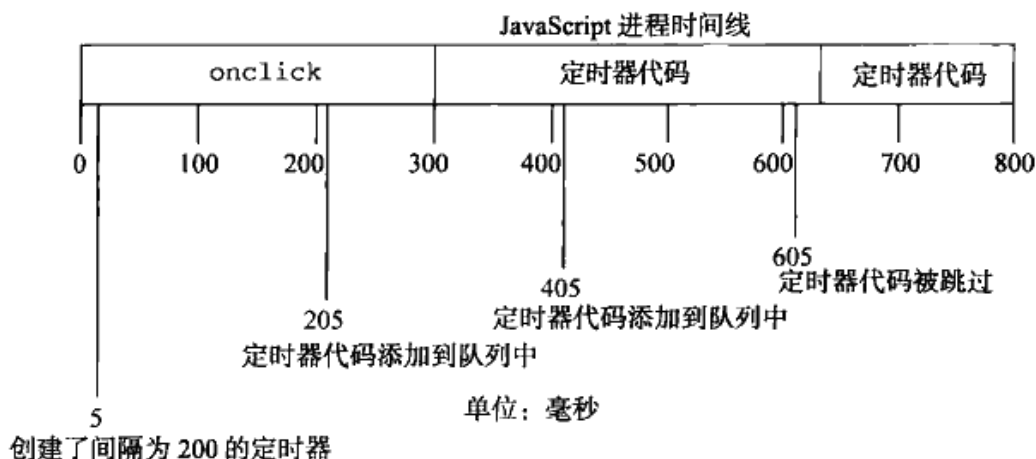 JavaScript 进程时间线
onclick 定时器代码 定时器代码
0 100 200 300 400 500 600 700 800
605
定时器代码被跳过
405
定时器代码添加到队列中
205
定时器代码添加到队列中
5
单位：毫秒
创建了间隔为 200 的定时器